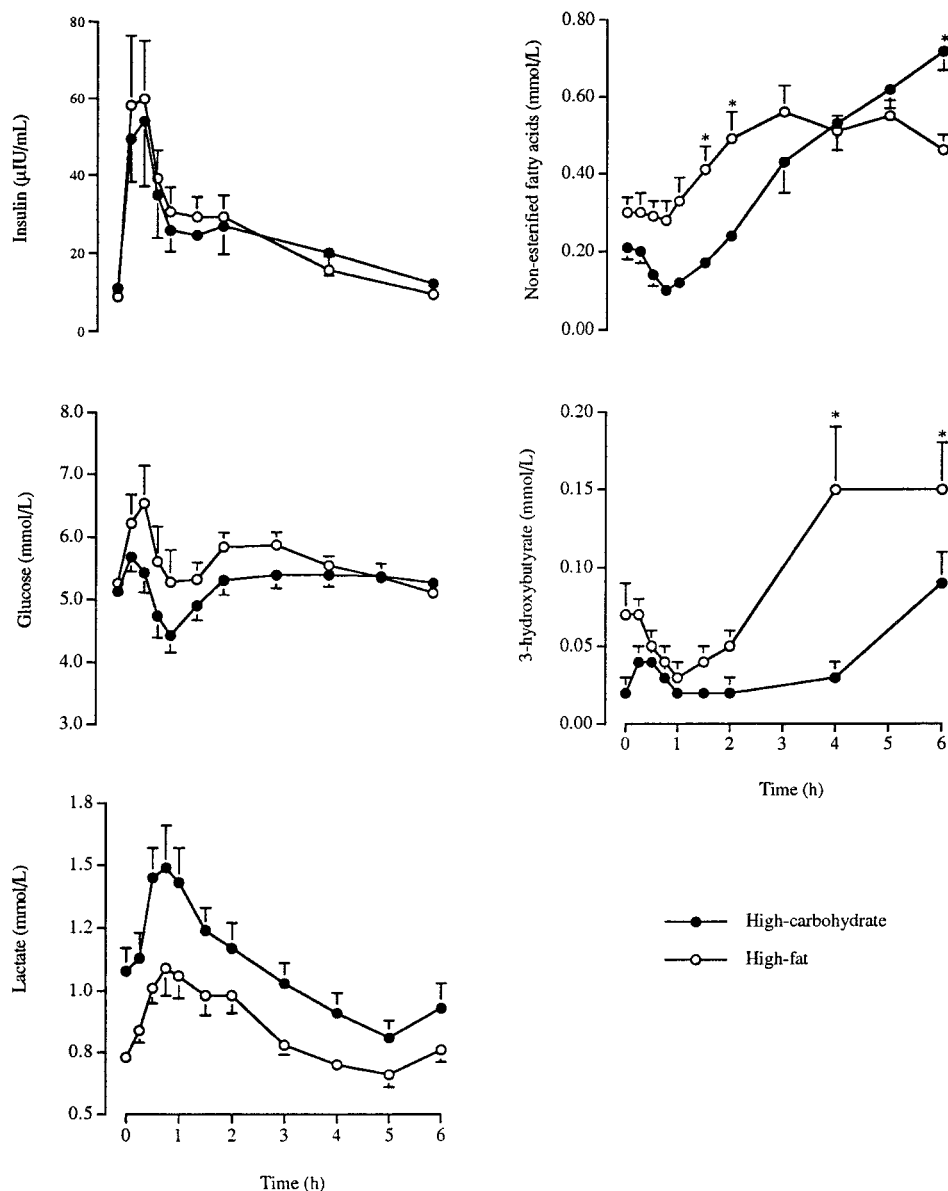 Insulin (µIU/mL)
80
60
40
20
0
Non-esterified fatty acids (mmol/L)
0.80
0.60
0.40
0.20
0.00
*
*
*
Glucose (mmol/L)
8.0
7.0
6.0
5.0
4.0
3.0
3-hydroxybutyrate (mmol/L)
0.20
0.15
0.10
0.05
0.00
*
*
0 1 2 3 4 5 6
Time (h)
Lactate (mmol/L)
1.8
1.5
1.2
1.0
0.8
0.5
0 1 2 3 4 5 6
Time (h)
High-carbohydrate
High-fat